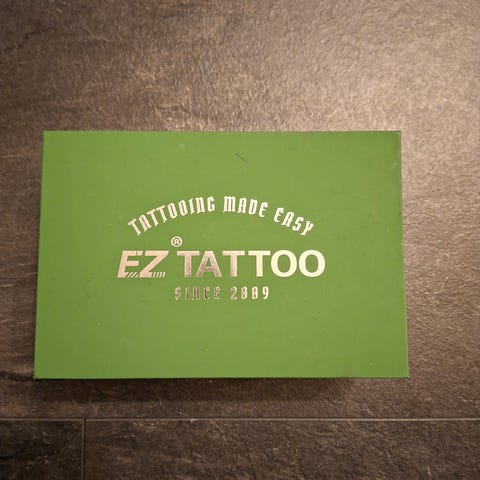 TATTOOING MADE EASY
EZ® TATTOO
SINCE 2009